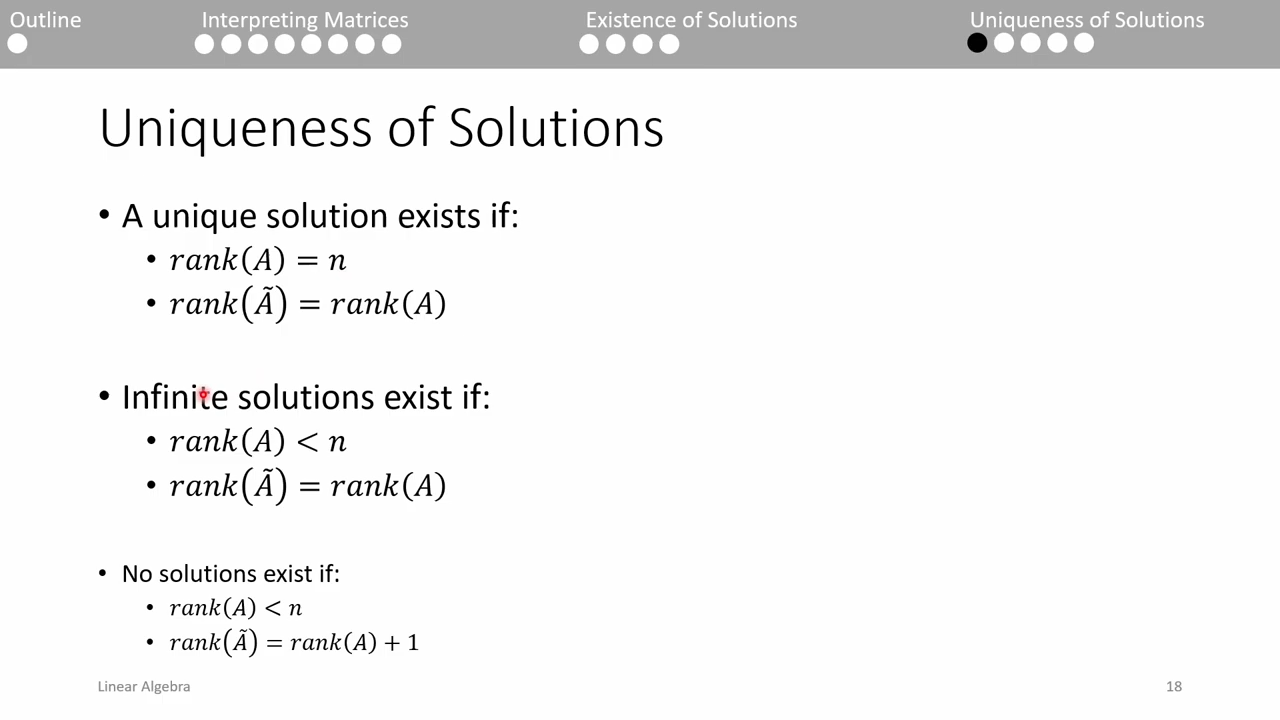 Outline Interpreting Matrices Existence of Solutions Uniqueness of Solutions
Uniqueness of Solutions
• A unique solution exists if:
• rank(A) = n
• rank(Ã) = rank(A)
• Infinite solutions exist if:
• rank(A) < n
• rank(Ã) = rank(A)
• No solutions exist if:
• rank(A) < n
• rank(Ã) = rank(A) + 1
Linear Algebra 18